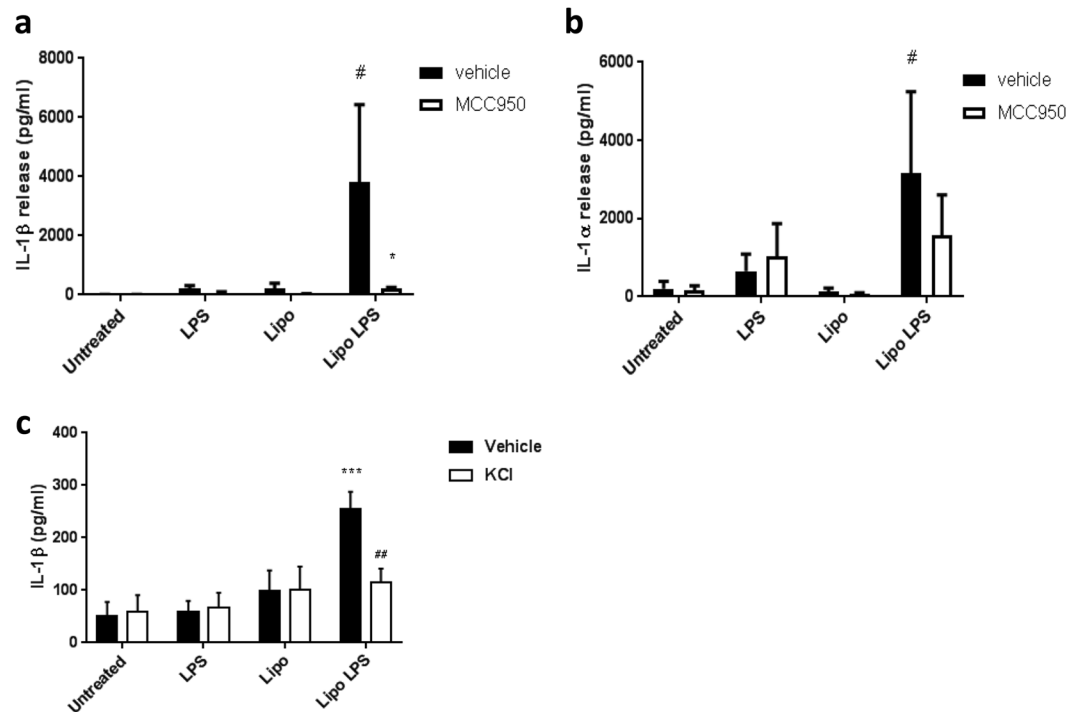 a
IL-1β release (pg/ml)
8000
6000
4000
2000
0
#
*
vehicle
MCC950
Untreated
LPS
Lipo
Lipo LPS
b
IL-1α release (pg/ml)
6000
4000
2000
0
#
vehicle
MCC950
Untreated
LPS
Lipo
Lipo LPS
c
IL-1β (pg/ml)
400
300
200
100
0
***
##
Vehicle
KCl
Untreated
LPS
Lipo
Lipo LPS